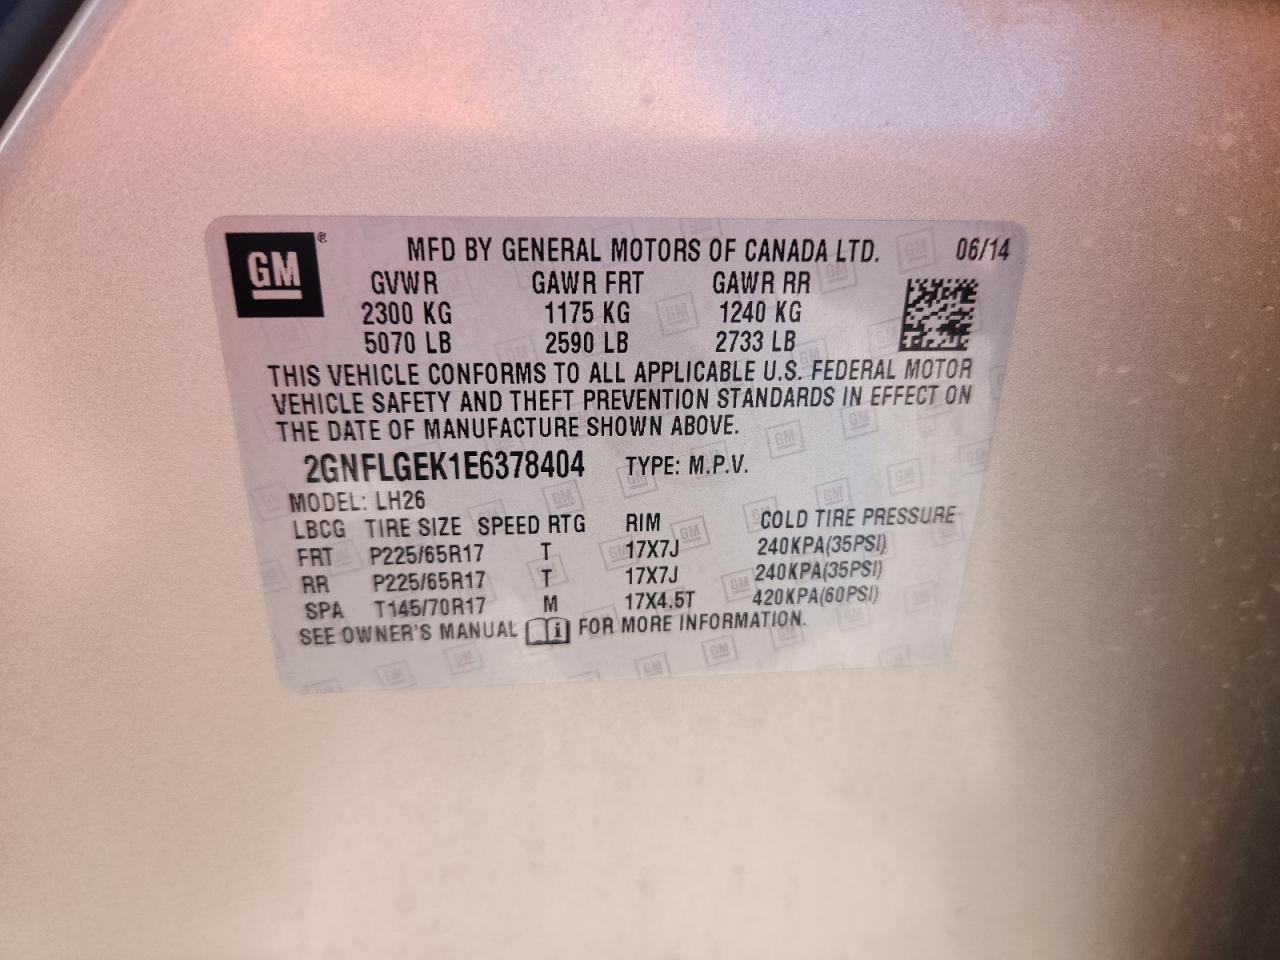 GM®
MFD BY GENERAL MOTORS OF CANADA LTD. 06/14
GVWR GAWR FRT GAWR RR
2300 KG 1175 KG 1240 KG
5070 LB 2590 LB 2733 LB
THIS VEHICLE CONFORMS TO ALL APPLICABLE U.S. FEDERAL MOTOR
VEHICLE SAFETY AND THEFT PREVENTION STANDARDS IN EFFECT ON
THE DATE OF MANUFACTURE SHOWN ABOVE.
2GNFLGEK1E6378404 TYPE: M.P.V.
MODEL: LH26
LBCG TIRE SIZE SPEED RTG RIM COLD TIRE PRESSURE
FRT P225/65R17 T 17X7J 240KPA(35PSI)
RR P225/65R17 T 17X7J 240KPA(35PSI)
SPA T145/70R17 M 17X4.5T 420KPA(60PSI)
SEE OWNER'S MANUAL i FOR MORE INFORMATION.